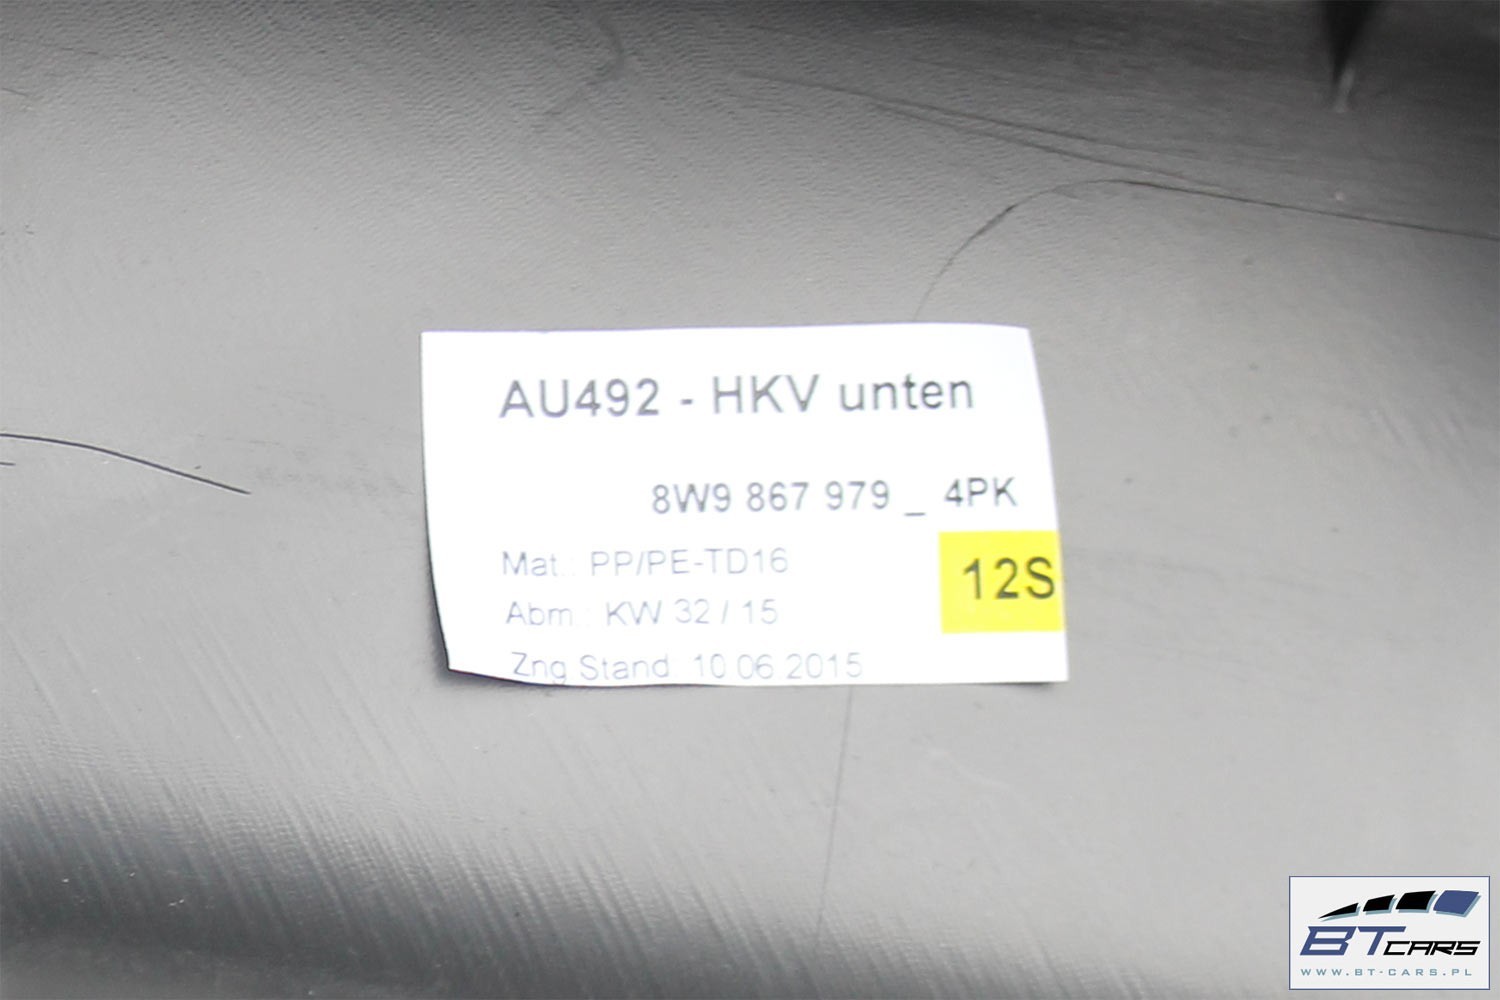 AU492 - HKV unten
8W9 867 979 _ 4PK
Mat.: PP/PE-TD16
12S
Abm.: KW 32 / 15
Zng Stand: 10.06.2015
BT CARS
WWW.BT-CARS.PL